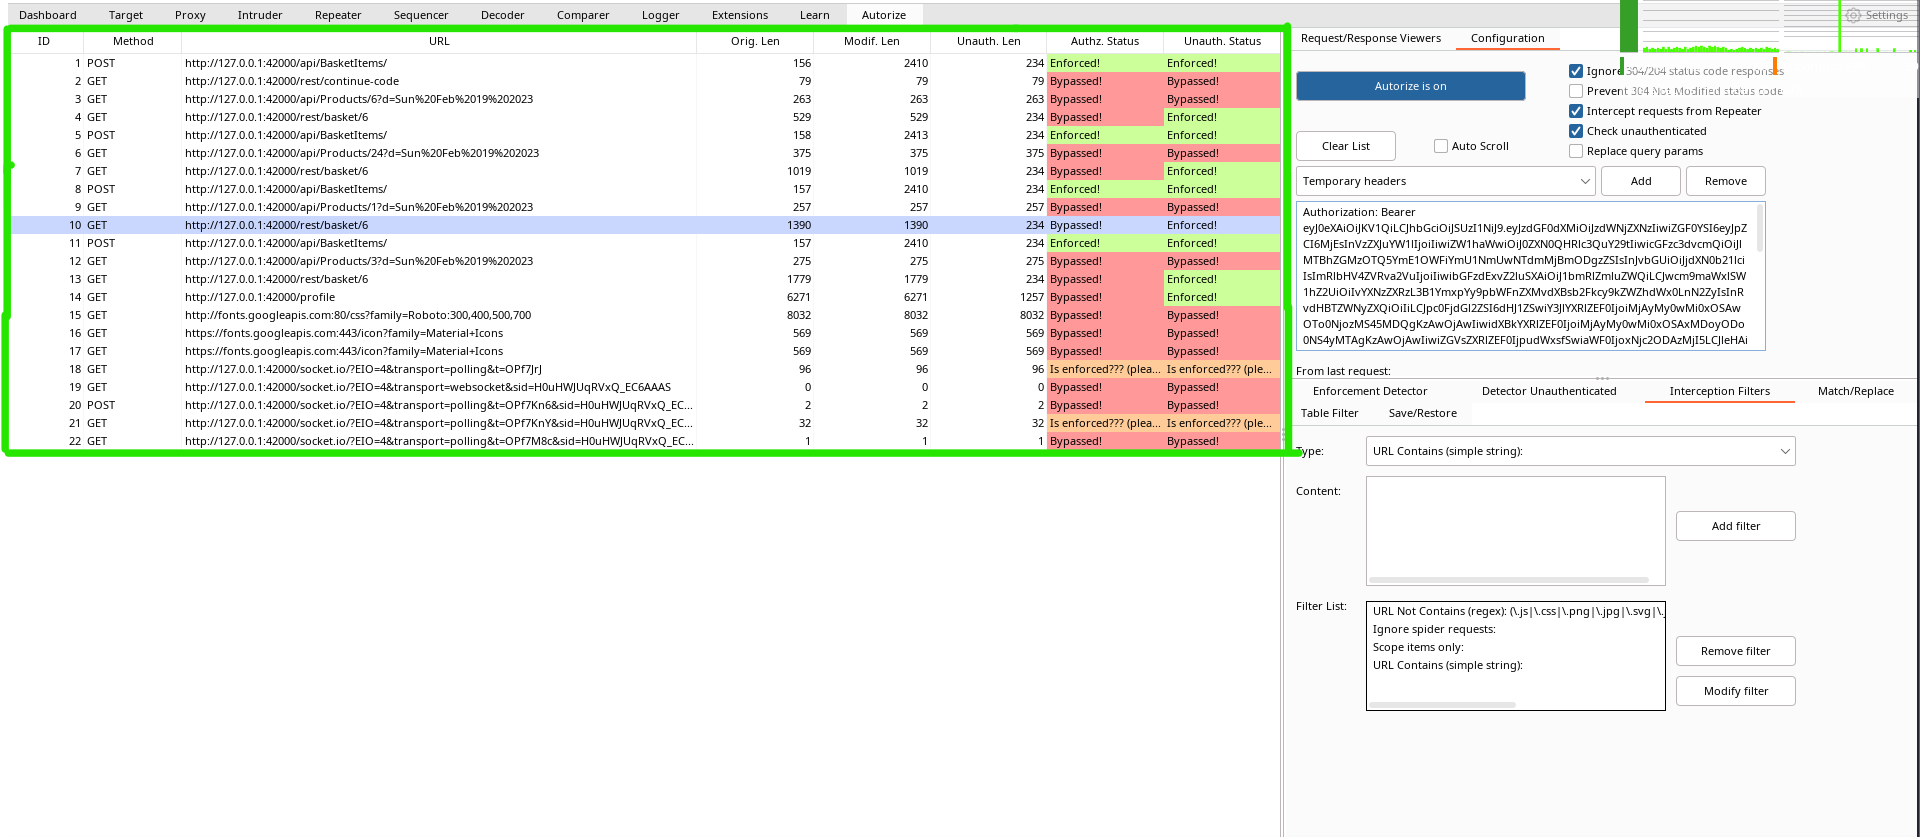 Dashboard Target Proxy Intruder Repeater Sequencer Decoder Comparer Logger Extensions Learn Autorize Settings
ID Method URL Orig. Len Modif. Len Unauth. Len Authz. Status Unauth. Status
1 POST http://127.0.0.1:42000/api/BasketItems/ 156 2410 234 Enforced! Enforced!
2 GET http://127.0.0.1:42000/rest/continue-code 79 79 79 Bypassed! Bypassed!
3 GET http://127.0.0.1:42000/api/Products/6?d=Sun%20Feb%2019%202023 263 263 263 Bypassed! Bypassed!
4 GET http://127.0.0.1:42000/rest/basket/6 529 529 234 Bypassed! Enforced!
5 POST http://127.0.0.1:42000/api/BasketItems/ 158 2413 234 Enforced! Enforced!
6 GET http://127.0.0.1:42000/api/Products/24?d=Sun%20Feb%2019%202023 375 375 375 Bypassed! Bypassed!
7 GET http://127.0.0.1:42000/rest/basket/6 1019 1019 234 Bypassed! Enforced!
8 POST http://127.0.0.1:42000/api/BasketItems/ 157 2410 234 Enforced! Enforced!
9 GET http://127.0.0.1:42000/api/Products/1?d=Sun%20Feb%2019%202023 257 257 257 Bypassed! Bypassed!
10 GET http://127.0.0.1:42000/rest/basket/6 1390 1390 234 Bypassed! Enforced!
11 POST http://127.0.0.1:42000/api/BasketItems/ 157 2410 234 Enforced! Enforced!
12 GET http://127.0.0.1:42000/api/Products/3?d=Sun%20Feb%2019%202023 275 275 275 Bypassed! Bypassed!
13 GET http://127.0.0.1:42000/rest/basket/6 1779 1779 234 Bypassed! Enforced!
14 GET http://127.0.0.1:42000/profile 6271 6271 1257 Bypassed! Enforced!
15 GET http://fonts.googleapis.com:80/css?family=Roboto:300,400,500,700 8032 8032 8032 Bypassed! Bypassed!
16 GET https://fonts.googleapis.com:443/icon?family=Material+Icons 569 569 569 Bypassed! Bypassed!
17 GET https://fonts.googleapis.com:443/icon?family=Material+Icons 569 569 569 Bypassed! Bypassed!
18 GET http://127.0.0.1:42000/socket.io/?EIO=4&transport=polling&t=OPf7JrJ 96 96 96 Is enforced??? (plea... Is enforced??? (ple...
19 GET http://127.0.0.1:42000/socket.io/?EIO=4&transport=websocket&sid=H0uHWJUqRVxQ_EC6AAAS 0 0 0 Bypassed! Bypassed!
20 POST http://127.0.0.1:42000/socket.io/?EIO=4&transport=polling&t=OPf7Kn6&sid=H0uHWJUqRVxQ_EC... 2 2 2 Bypassed! Bypassed!
21 GET http://127.0.0.1:42000/socket.io/?EIO=4&transport=polling&t=OPf7KnY&sid=H0uHWJUqRVxQ_EC... 32 32 32 Is enforced??? (plea... Is enforced??? (ple...
22 GET http://127.0.0.1:42000/socket.io/?EIO=4&transport=polling&t=OPf7M8c&sid=H0uHWJUqRVxQ_EC... 1 1 1 Bypassed! Bypassed!
Request/Response Viewers Configuration
Autorize is on
Ignore 304/204 status code responses
Prevent 304 Not Modified status code
Intercept requests from Repeater
Check unauthenticated
Replace query params
Clear List Auto Scroll
Temporary headers Add Remove
Authorization: Bearer
From last request:
Enforcement Detector Detector Unauthenticated Interception Filters Match/Replace
Table Filter Save/Restore
Type: URL Contains (simple string):
Content:
Add filter
Filter List:
URL Not Contains (regex): (\.js|\.css|\.png|\.jpg|\.svg|\.
Ignore spider requests:
Scope items only:
URL Contains (simple string):
Remove filter
Modify filter